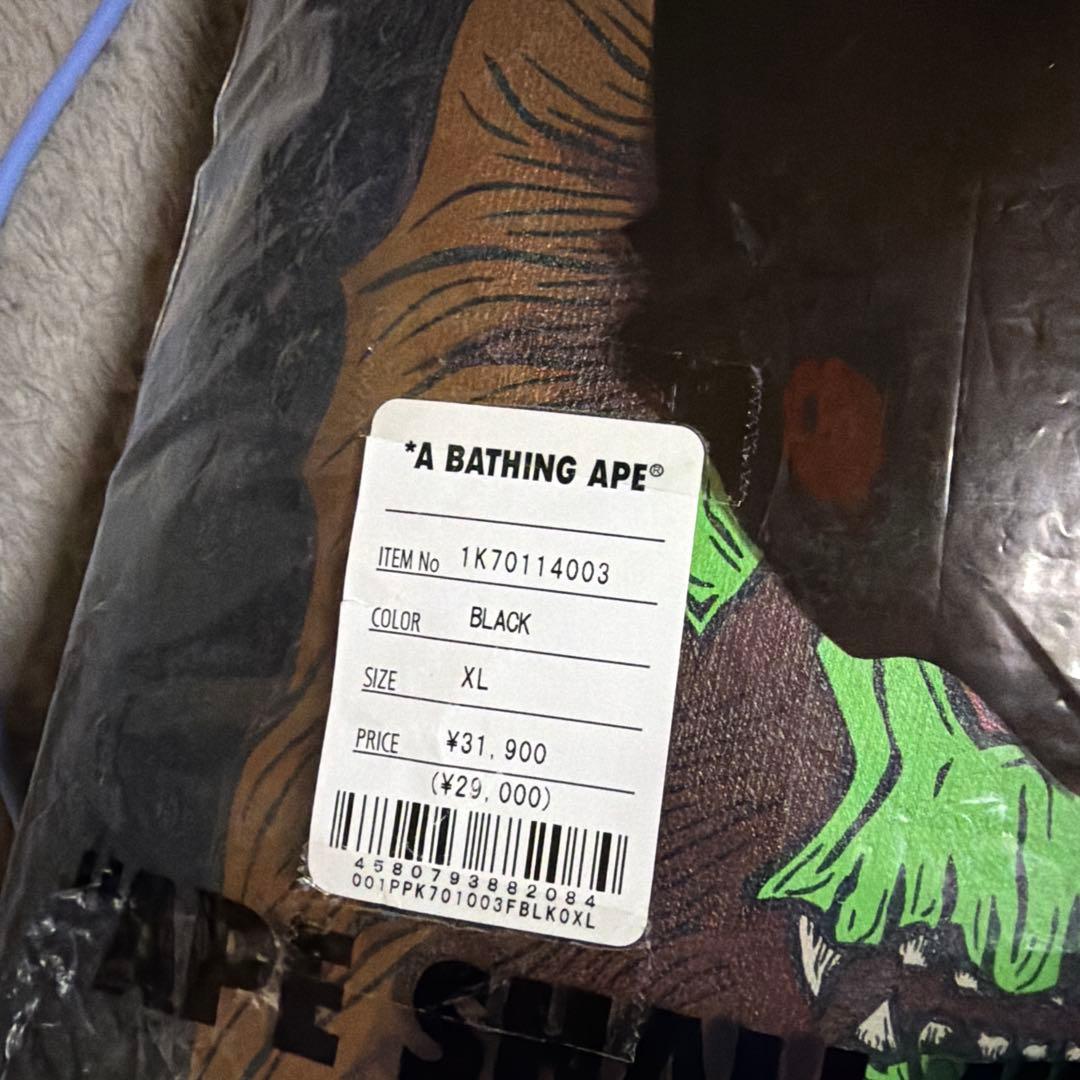 *A BATHING APE®
ITEM No 1K70114003
COLOR BLACK
SIZE XL
PRICE ¥31,900
(¥29,000)
4580793882084
001PPK701003FBLK0XL